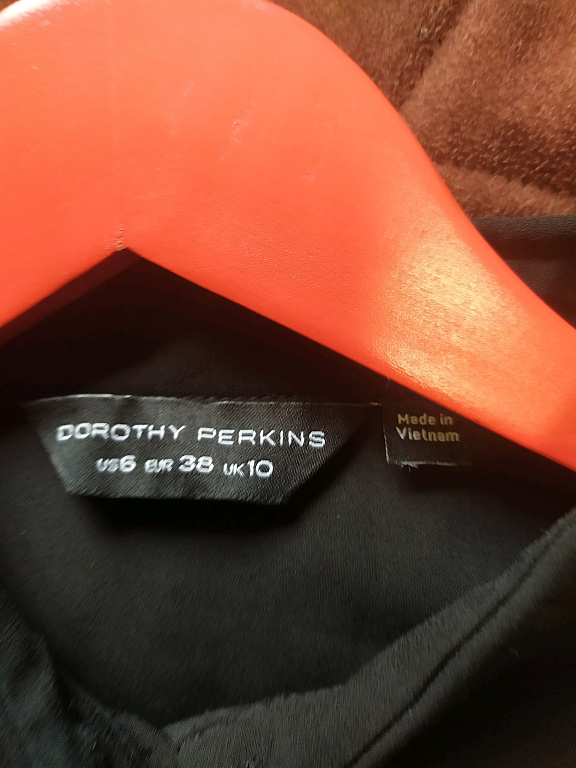 DOROTHY PERKINS
US6 EUR 38 UK10
Made in
Vietnam